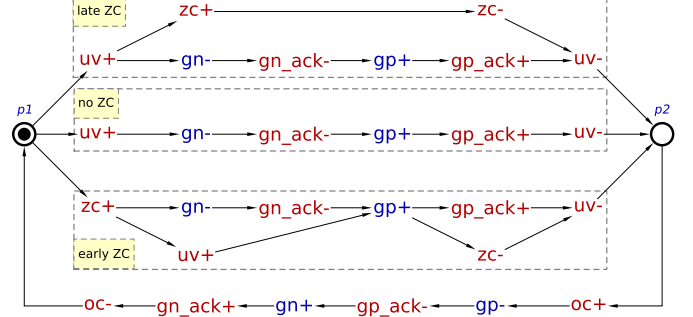 late ZC zc+ zc-
uv+ gn- gn_ack- gp+ gp_ack+ uv-
p1 no ZC p2
uv+ gn- gn_ack- gp+ gp_ack+ uv-
zc+ gn- gn_ack- gp+ gp_ack+ uv-
early ZC uv+ zc-
oc- gn_ack+ gn+ gp_ack- gp- oc+